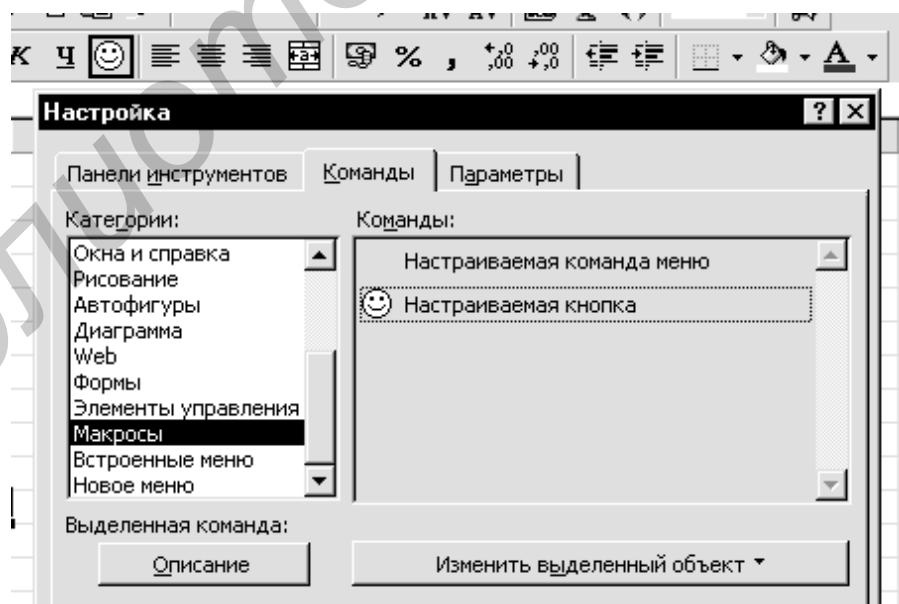 К Ч % ,
Настройка
Панели инструментов Команды Параметры
Категории: Команды:
Окна и справка
Рисование
Автофигуры
Диаграмма
Web
Формы
Элементы управления
Макросы
Встроенные меню
Новое меню
Настраиваемая команда меню
Настраиваемая кнопка
Выделенная команда:
Описание Изменить выделенный объект